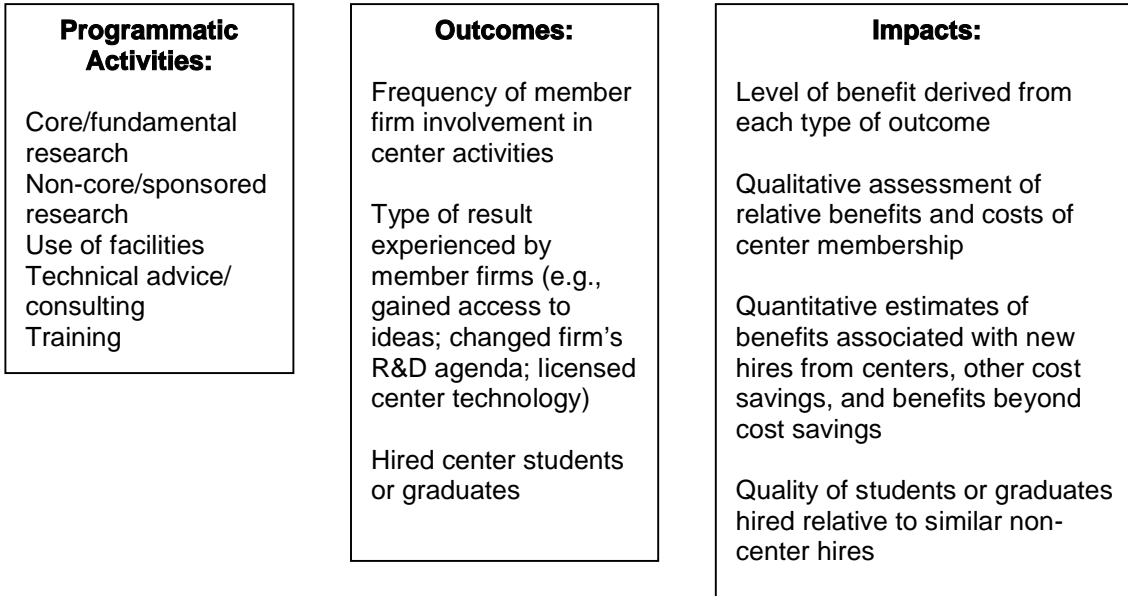 Programmatic
Activities:
Core/fundamental
research
Non-core/sponsored
research
Use of facilities
Technical advice/
consulting
Training
Outcomes:
Frequency of member
firm involvement in
center activities
Type of result
experienced by
member firms (e.g.,
gained access to
ideas; changed firm's
R&D agenda; licensed
center technology)
Hired center students
or graduates
Impacts:
Level of benefit derived from
each type of outcome
Qualitative assessment of
relative benefits and costs of
center membership
Quantitative estimates of
benefits associated with new
hires from centers, other cost
savings, and benefits beyond
cost savings
Quality of students or graduates
hired relative to similar non-
center hires